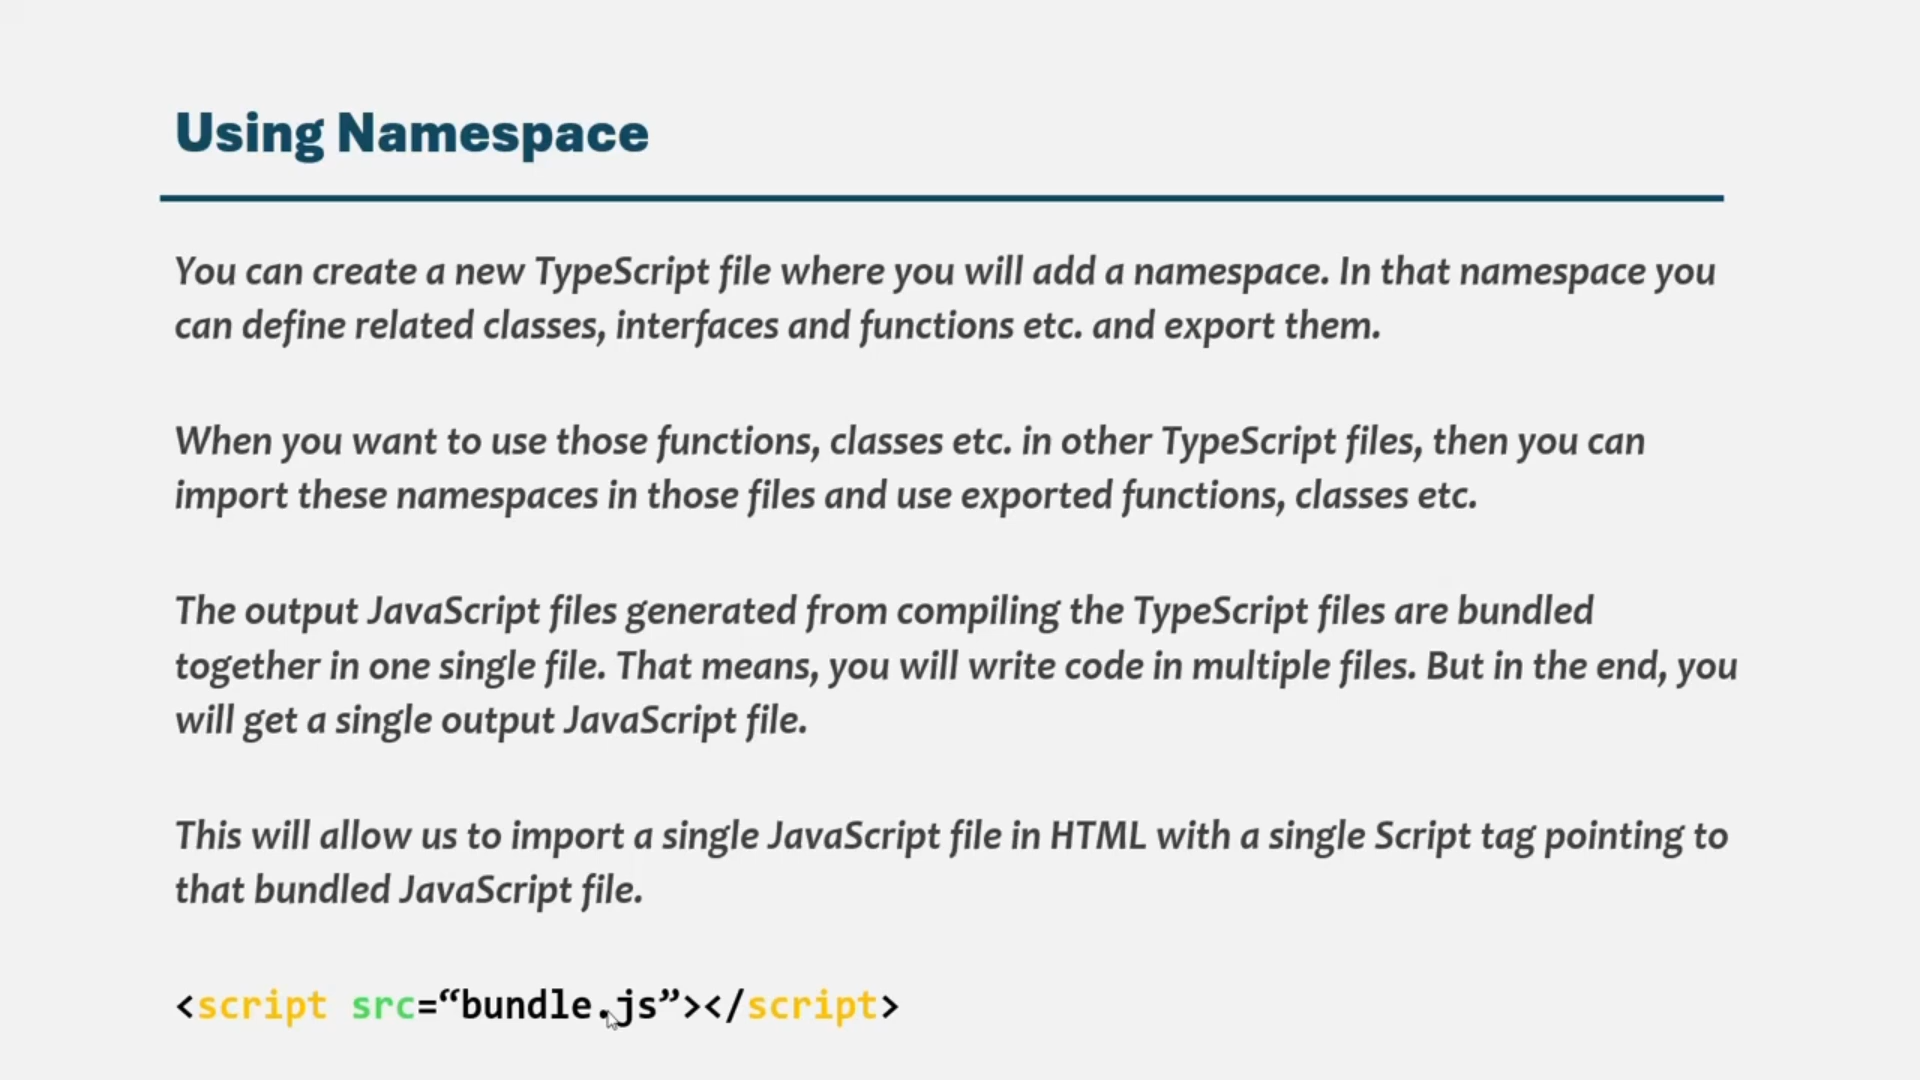 Using Namespace
You can create a new TypeScript file where you will add a namespace. In that namespace you
can define related classes, interfaces and functions etc. and export them.
When you want to use those functions, classes etc. in other TypeScript files, then you can
import these namespaces in those files and use exported functions, classes etc.
The output JavaScript files generated from compiling the TypeScript files are bundled
together in one single file. That means, you will write code in multiple files. But in the end, you
will get a single output JavaScript file.
This will allow us to import a single JavaScript file in HTML with a single Script tag pointing to
that bundled JavaScript file.
<script src=“bundle.js”></script>